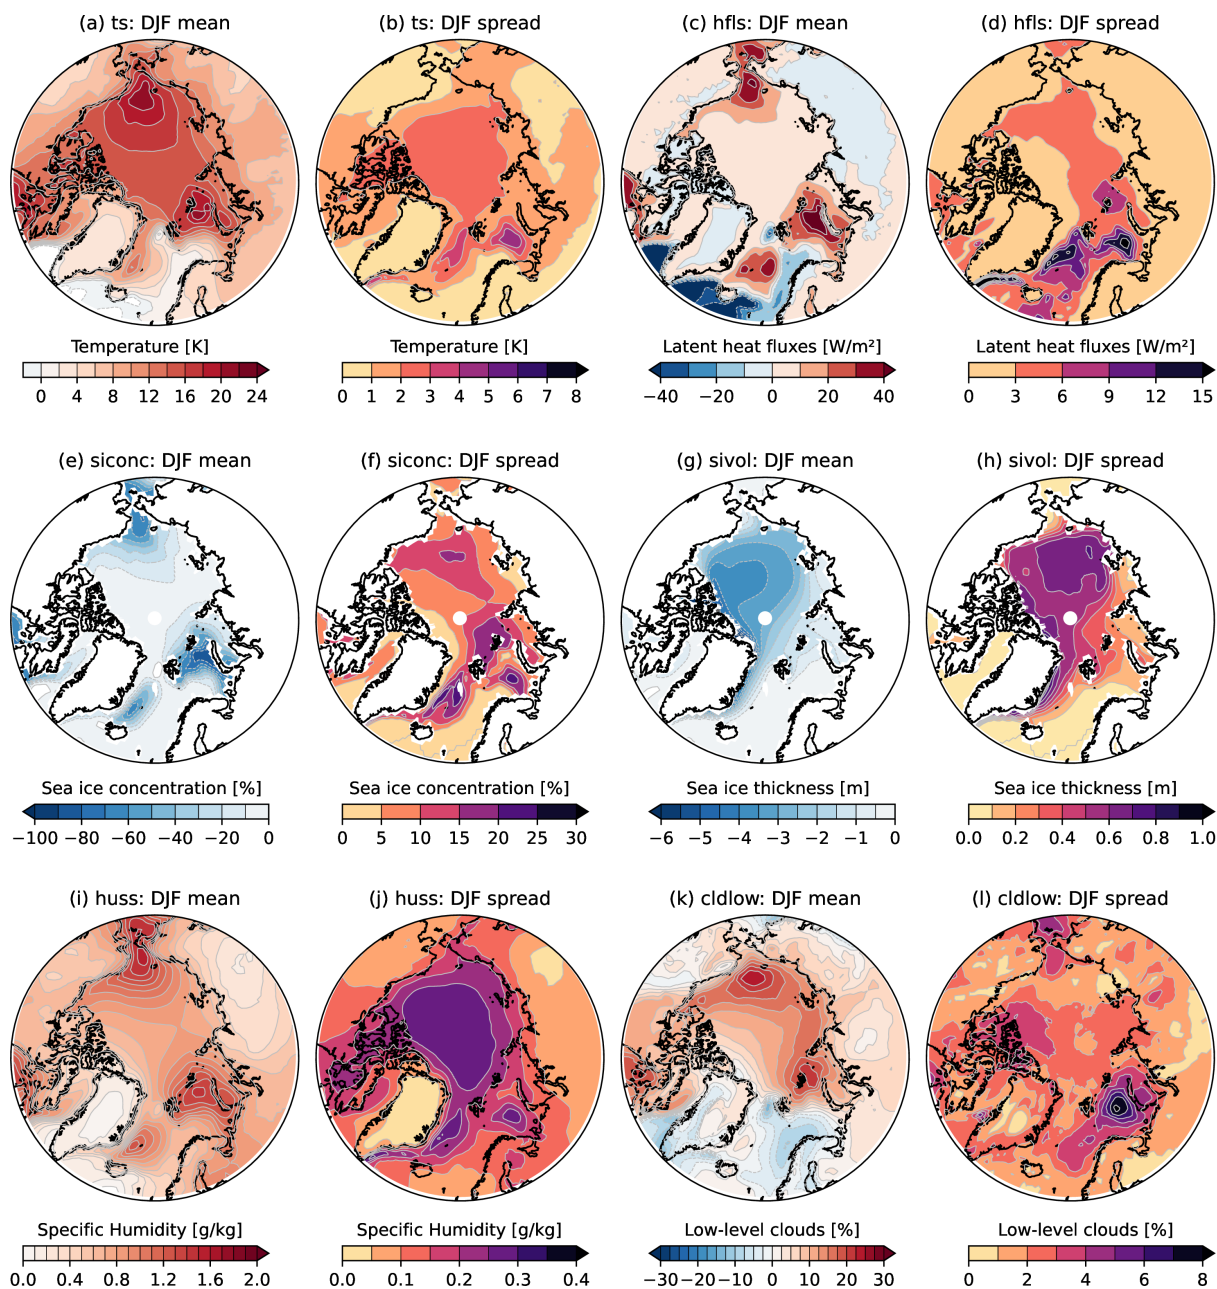 (a) ts: DJF mean
(b) ts: DJF spread
(c) hfls: DJF mean
(d) hfls: DJF spread
Temperature [K]
0 4 8 12 16 20 24
Temperature [K]
0 1 2 3 4 5 6 7 8
Latent heat fluxes [W/m²]
−40 −20 0 20 40
Latent heat fluxes [W/m²]
0 3 6 9 12 15
(e) siconc: DJF mean
(f) siconc: DJF spread
(g) sivol: DJF mean
(h) sivol: DJF spread
Sea ice concentration [%]
−100 −80 −60 −40 −20 0
Sea ice concentration [%]
0 5 10 15 20 25 30
Sea ice thickness [m]
−6 −5 −4 −3 −2 −1 0
Sea ice thickness [m]
0.0 0.2 0.4 0.6 0.8 1.0
(i) huss: DJF mean
(j) huss: DJF spread
(k) cldlow: DJF mean
(l) cldlow: DJF spread
Specific Humidity [g/kg]
0.0 0.4 0.8 1.2 1.6 2.0
Specific Humidity [g/kg]
0.0 0.1 0.2 0.3 0.4
Low-level clouds [%]
−30 −20 −10 0 10 20 30
Low-level clouds [%]
0 2 4 6 8